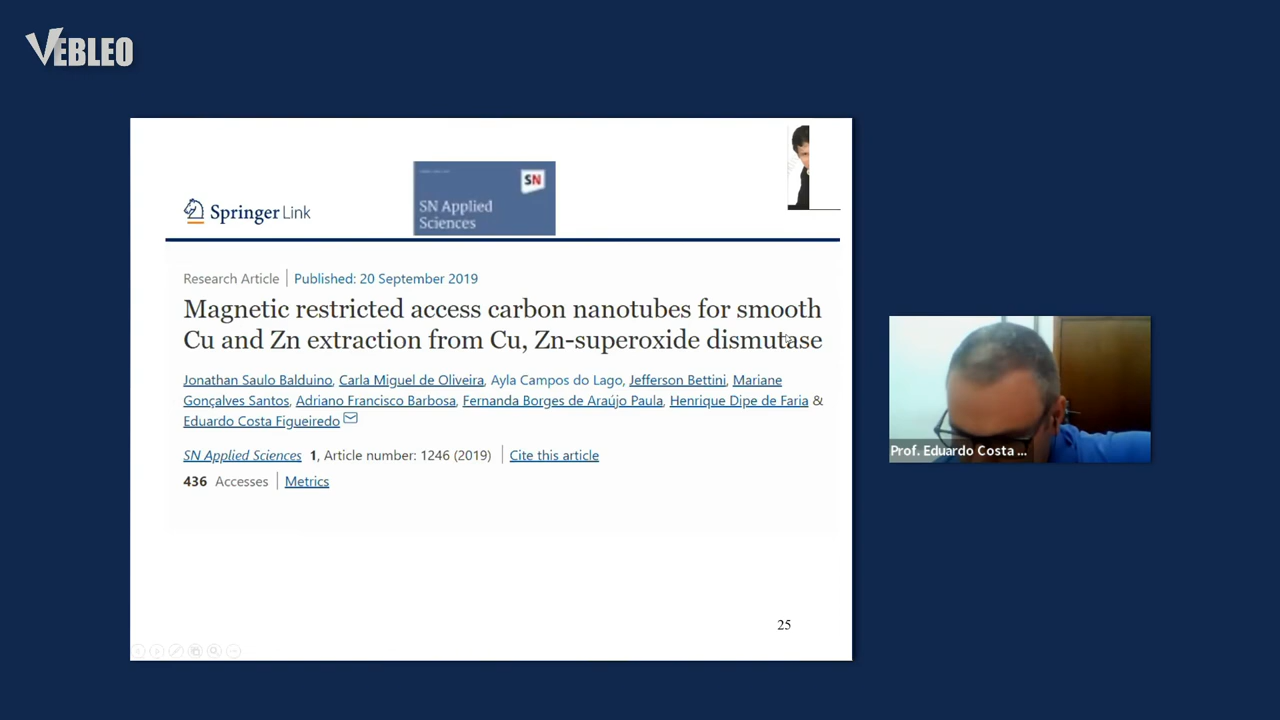 VEBLEO
Springer Link
SN
SN Applied
Sciences
Research Article | Published: 20 September 2019
Magnetic restricted access carbon nanotubes for smooth
Cu and Zn extraction from Cu, Zn-superoxide dismutase
Jonathan Saulo Balduino, Carla Miguel de Oliveira, Ayla Campos do Lago, Jefferson Bettini, Mariane
Gonçalves Santos, Adriano Francisco Barbosa, Fernanda Borges de Araújo Paula, Henrique Dipe de Faria &
Eduardo Costa Figueiredo
SN Applied Sciences 1, Article number: 1246 (2019) | Cite this article
436 Accesses | Metrics
Prof. Eduardo Costa ...
25